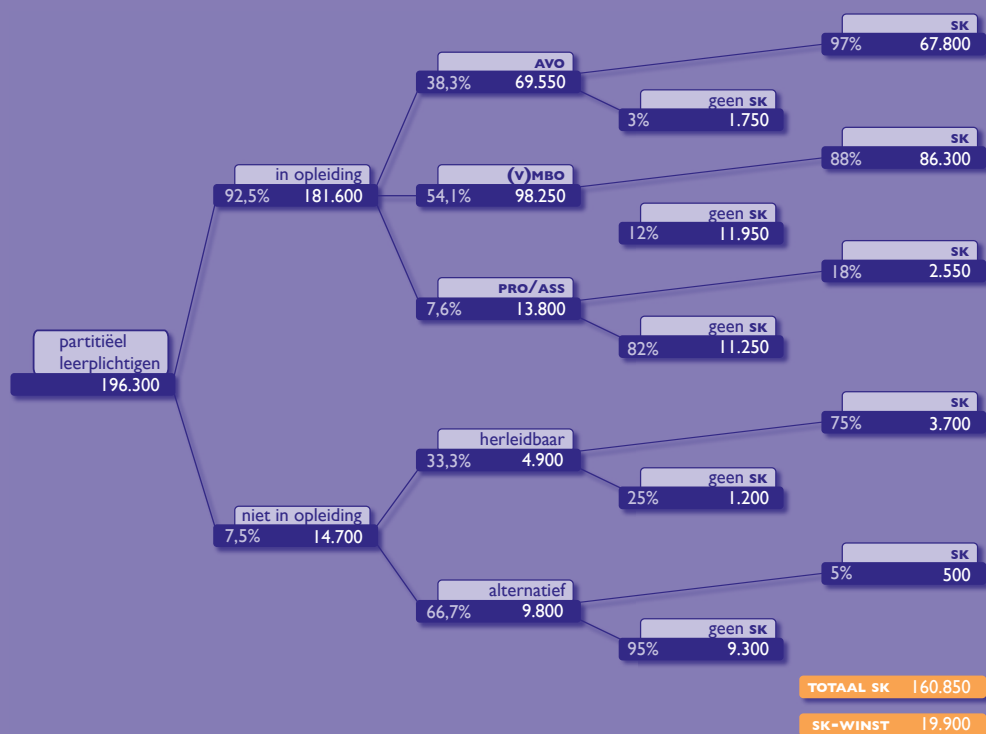 SK
97% 67.800
AVO
38,3% 69.550
geen SK
3% 1.750
SK
88% 86.300
in opleiding
92,5% 181.600
(V)MBO
54,1% 98.250
geen SK
12% 11.950
SK
18% 2.550
PRO/ASS
7,6% 13.800
geen SK
82% 11.250
partitiëel
leerplichtigen
196.300
SK
75% 3.700
herleidbaar
33,3% 4.900
geen SK
25% 1.200
niet in opleiding
7,5% 14.700
SK
5% 500
alternatief
66,7% 9.800
geen SK
95% 9.300
TOTAAL SK 160.850
SK-WINST 19.900